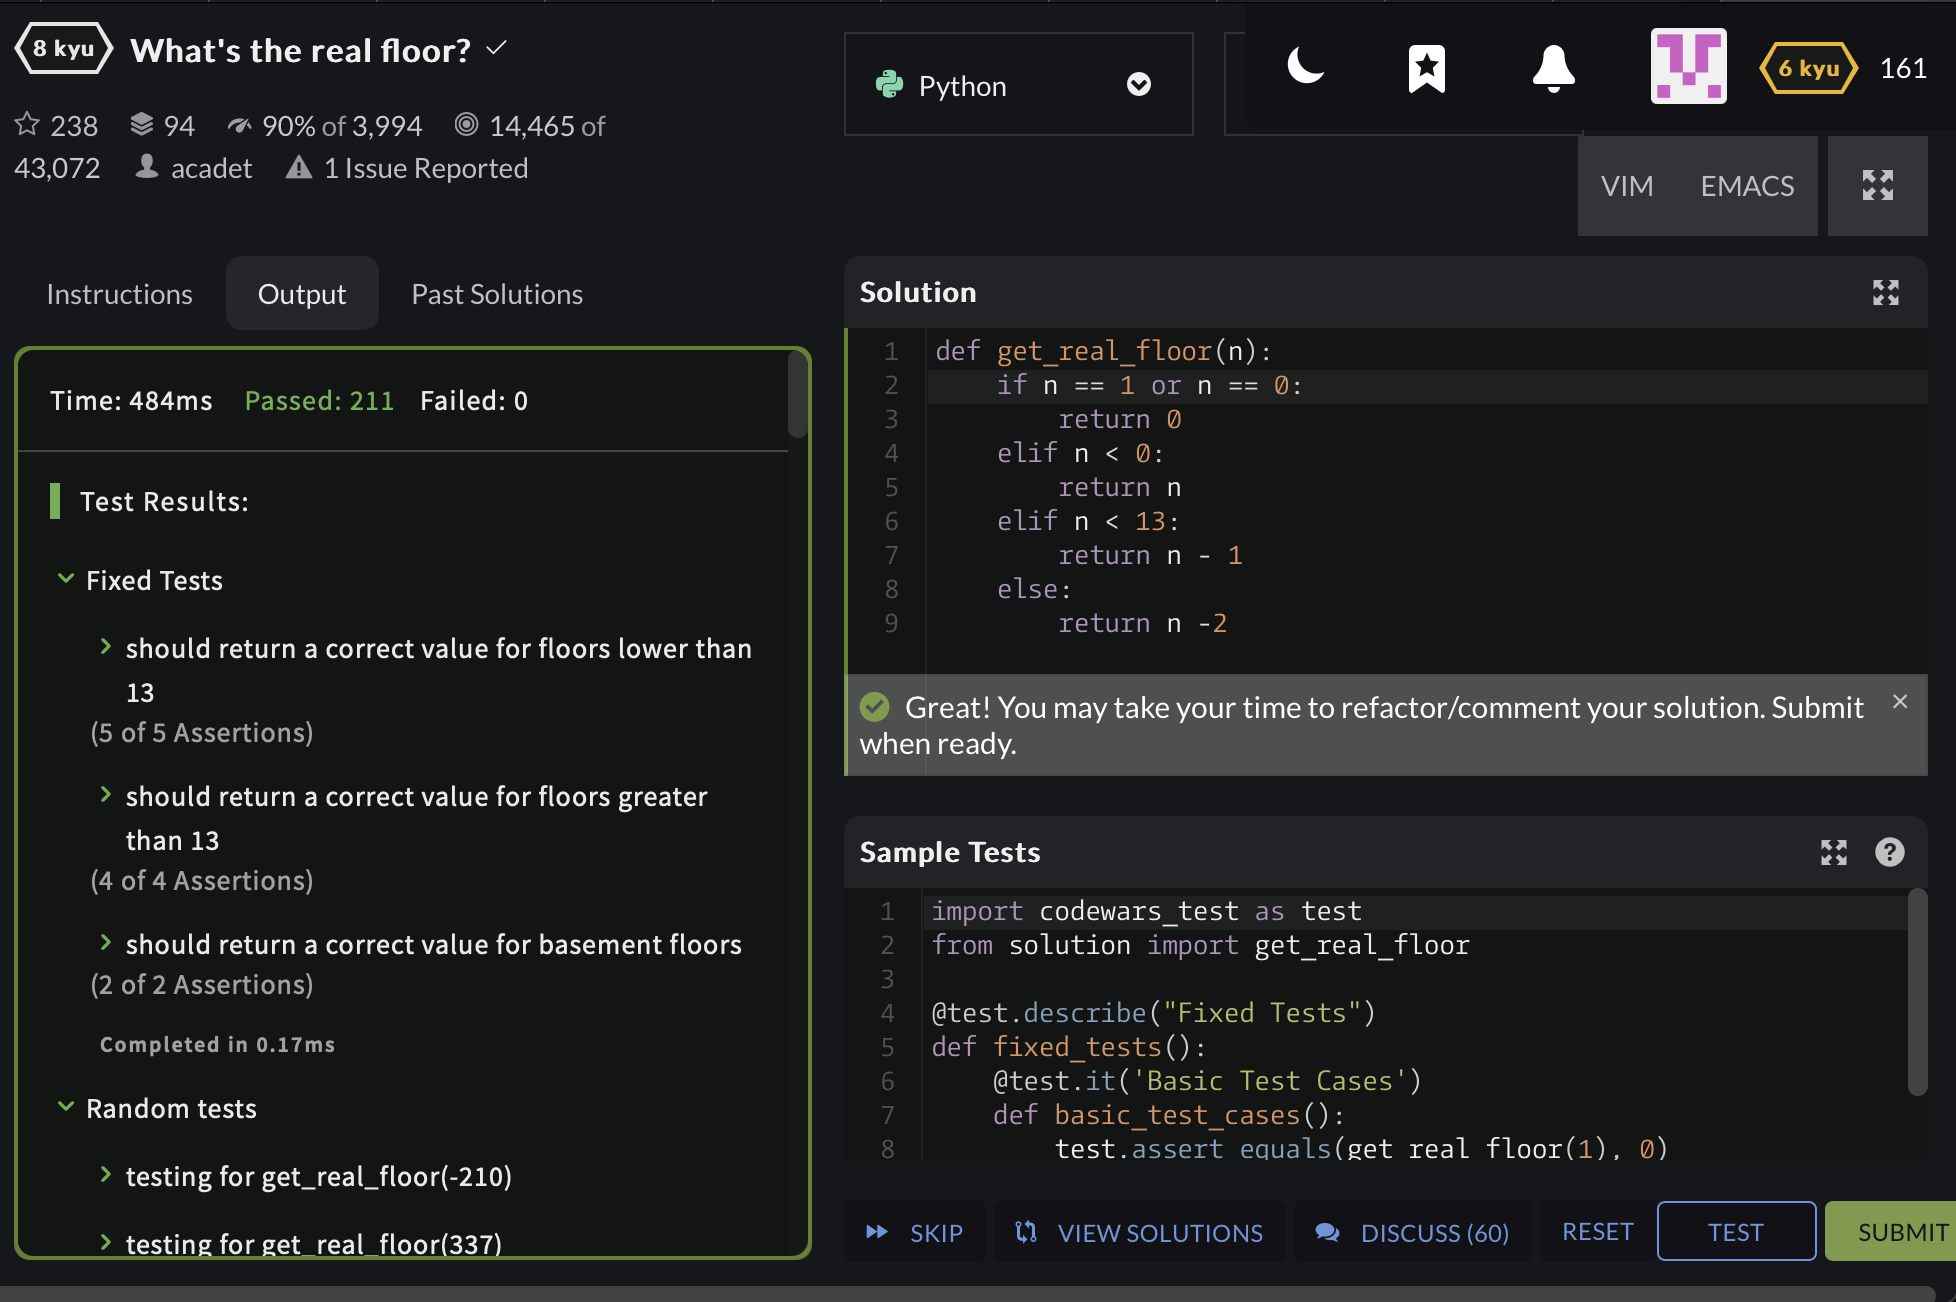 8 kyu What's the real floor?
238 94 90% of 3,994 14,465 of
43,072 acadet 1 Issue Reported
Python
6 kyu 161
VIM EMACS
Instructions Output Past Solutions
Time: 484ms Passed: 211 Failed: 0
Test Results:
Fixed Tests
should return a correct value for floors lower than
13
(5 of 5 Assertions)
should return a correct value for floors greater
than 13
(4 of 4 Assertions)
should return a correct value for basement floors
(2 of 2 Assertions)
Completed in 0.17ms
Random tests
testing for get_real_floor(-210)
testing for get_real_floor(337)
Solution
1 def get_real_floor(n):
2     if n == 1 or n == 0:
3         return 0
4     elif n < 0:
5         return n
6     elif n < 13:
7         return n - 1
8     else:
9         return n -2
Great! You may take your time to refactor/comment your solution. Submit
when ready.
Sample Tests
1 import codewars_test as test
2 from solution import get_real_floor
3
4 @test.describe("Fixed Tests")
5 def fixed_tests():
6     @test.it('Basic Test Cases')
7     def basic_test_cases():
8         test.assert_equals(get_real_floor(1), 0)
SKIP VIEW SOLUTIONS DISCUSS (60) RESET TEST SUBMIT